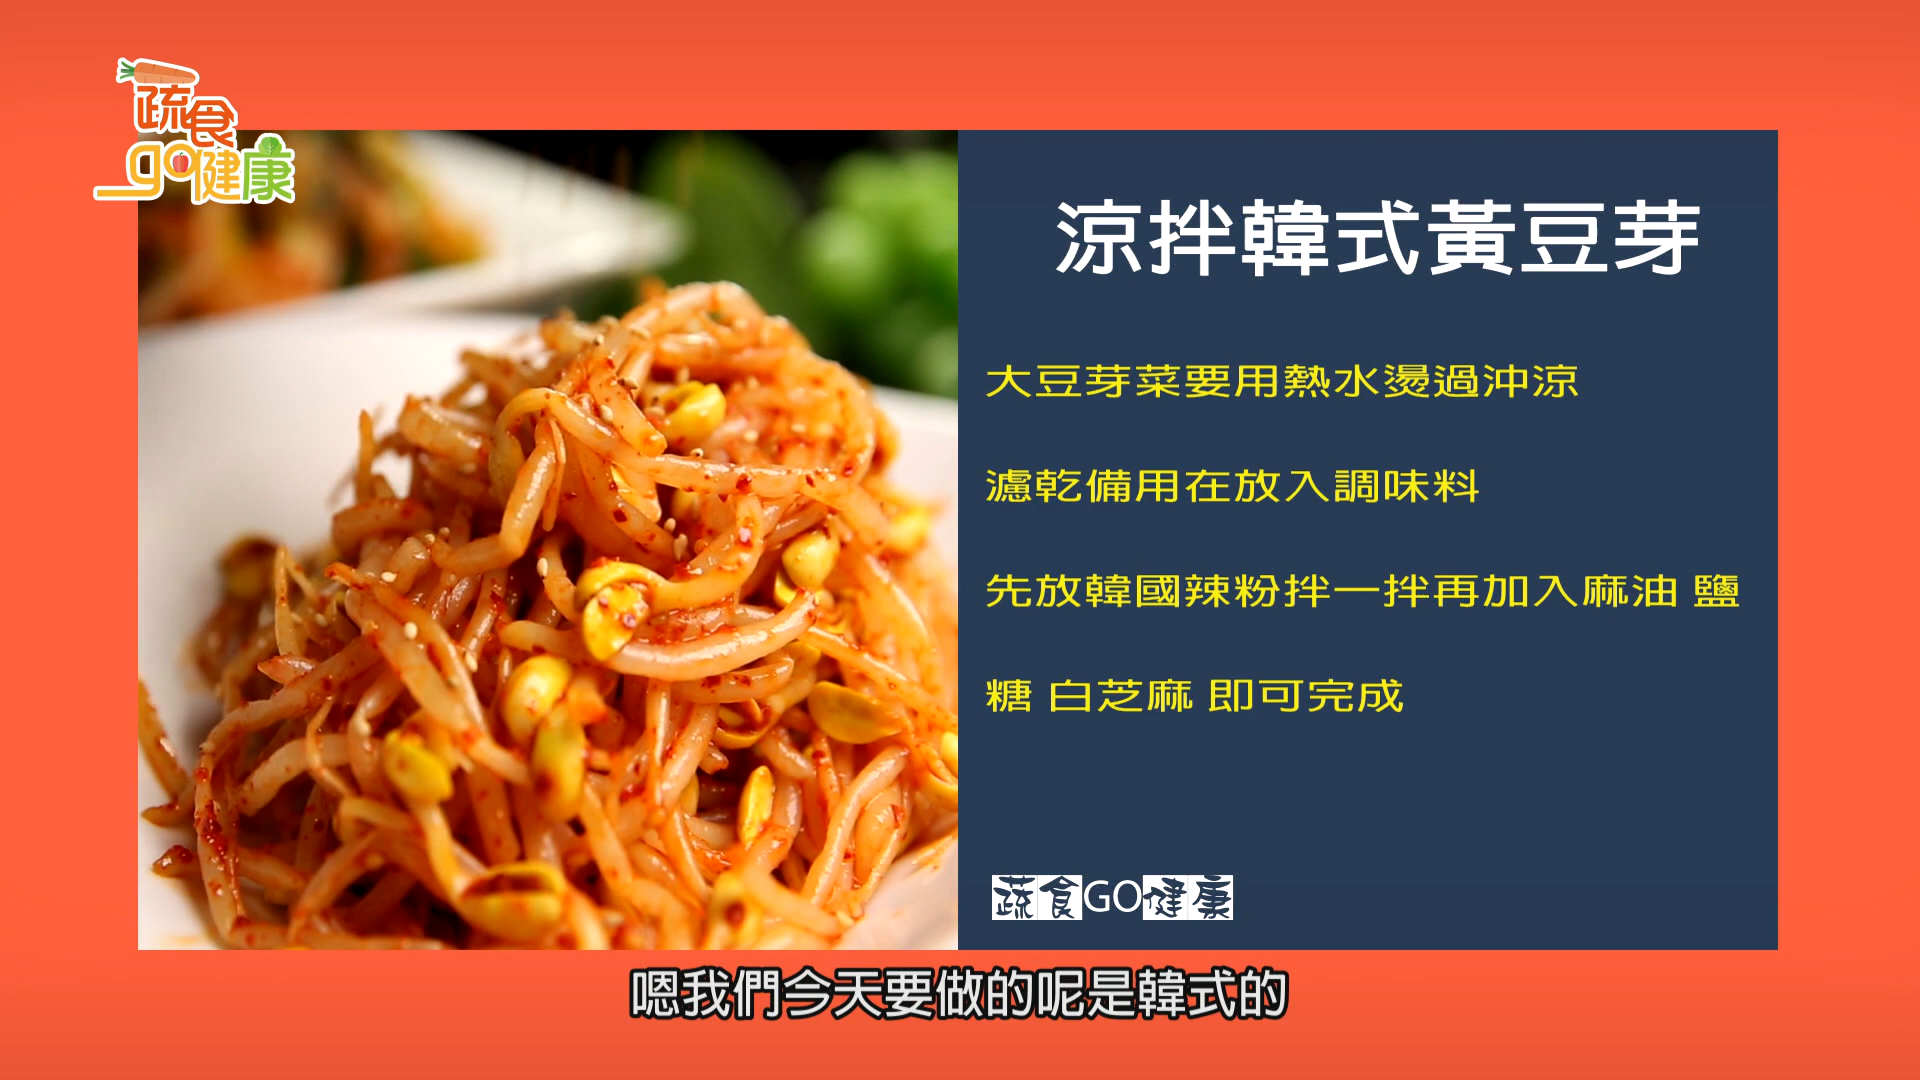 蔬食
go健康
涼拌韓式黃豆芽
大豆芽菜要用熱水燙過沖涼
濾乾備用在放入調味料
先放韓國辣粉拌一拌再加入麻油 鹽
糖 白芝麻 即可完成
蔬食GO健康
嗯我們今天要做的呢是韓式的